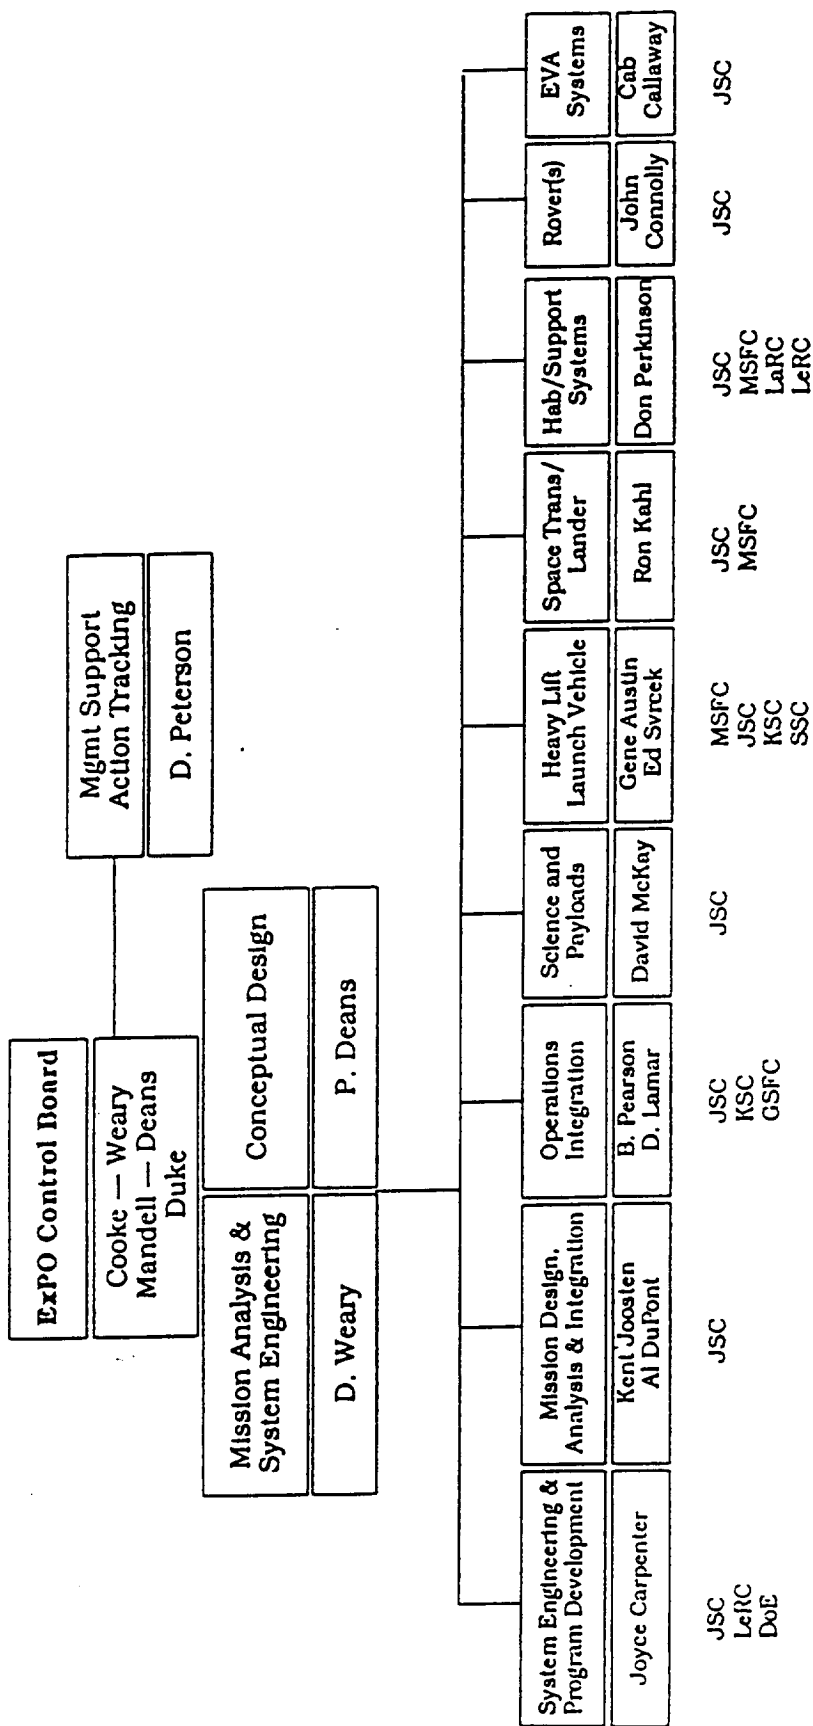 ExPO Control Board
Cooke — Weary
Mandell — Deans
Duke
Mgmt Support
Action Tracking
D. Peterson
Mission Analysis &
System Engineering
D. Weary
Conceptual Design
P. Deans
System Engineering &
Program Development
Joyce Carpenter
JSC
LeRC
DoE
Mission Design,
Analysis & Integration
Kent Joosten
Al DuPont
JSC
Operations
Integration
B. Pearson
D. Lamar
JSC
KSC
GSFC
Science and
Payloads
David McKay
JSC
Heavy Lift
Launch Vehicle
Gene Austin
Ed Svrcek
MSFC
JSC
KSC
SSC
Space Trans/
Lander
Ron Kahl
JSC
MSFC
Hab/Support
Systems
Don Perkinson
JSC
MSFC
LaRC
LeRC
Rover(s)
John
Connolly
JSC
EVA
Systems
Cab
Callaway
JSC